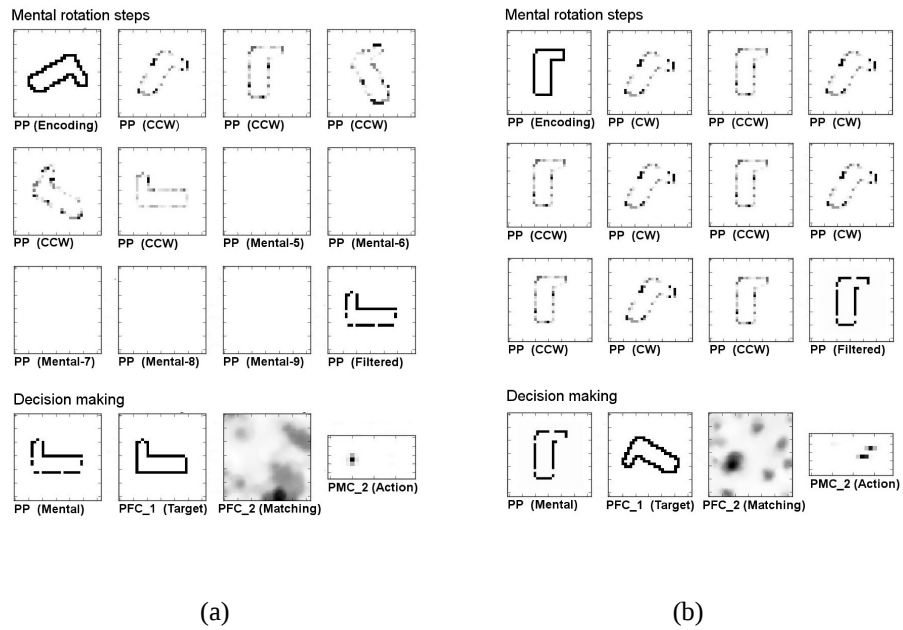 Mental rotation steps
PP (Encoding) PP (CCW) PP (CCW) PP (CCW)
PP (CCW) PP (CCW) PP (Mental-5) PP (Mental-6)
PP (Mental-7) PP (Mental-8) PP (Mental-9) PP (Filtered)
Decision making
PP (Mental) PFC_1 (Target) PFC_2 (Matching) PMC_2 (Action)
(a)
Mental rotation steps
PP (Encoding) PP (CW) PP (CCW) PP (CW)
PP (CCW) PP (CW) PP (CCW) PP (CW)
PP (CCW) PP (CW) PP (CCW) PP (Filtered)
Decision making
PP (Mental) PFC_1 (Target) PFC_2 (Matching) PMC_2 (Action)
(b)